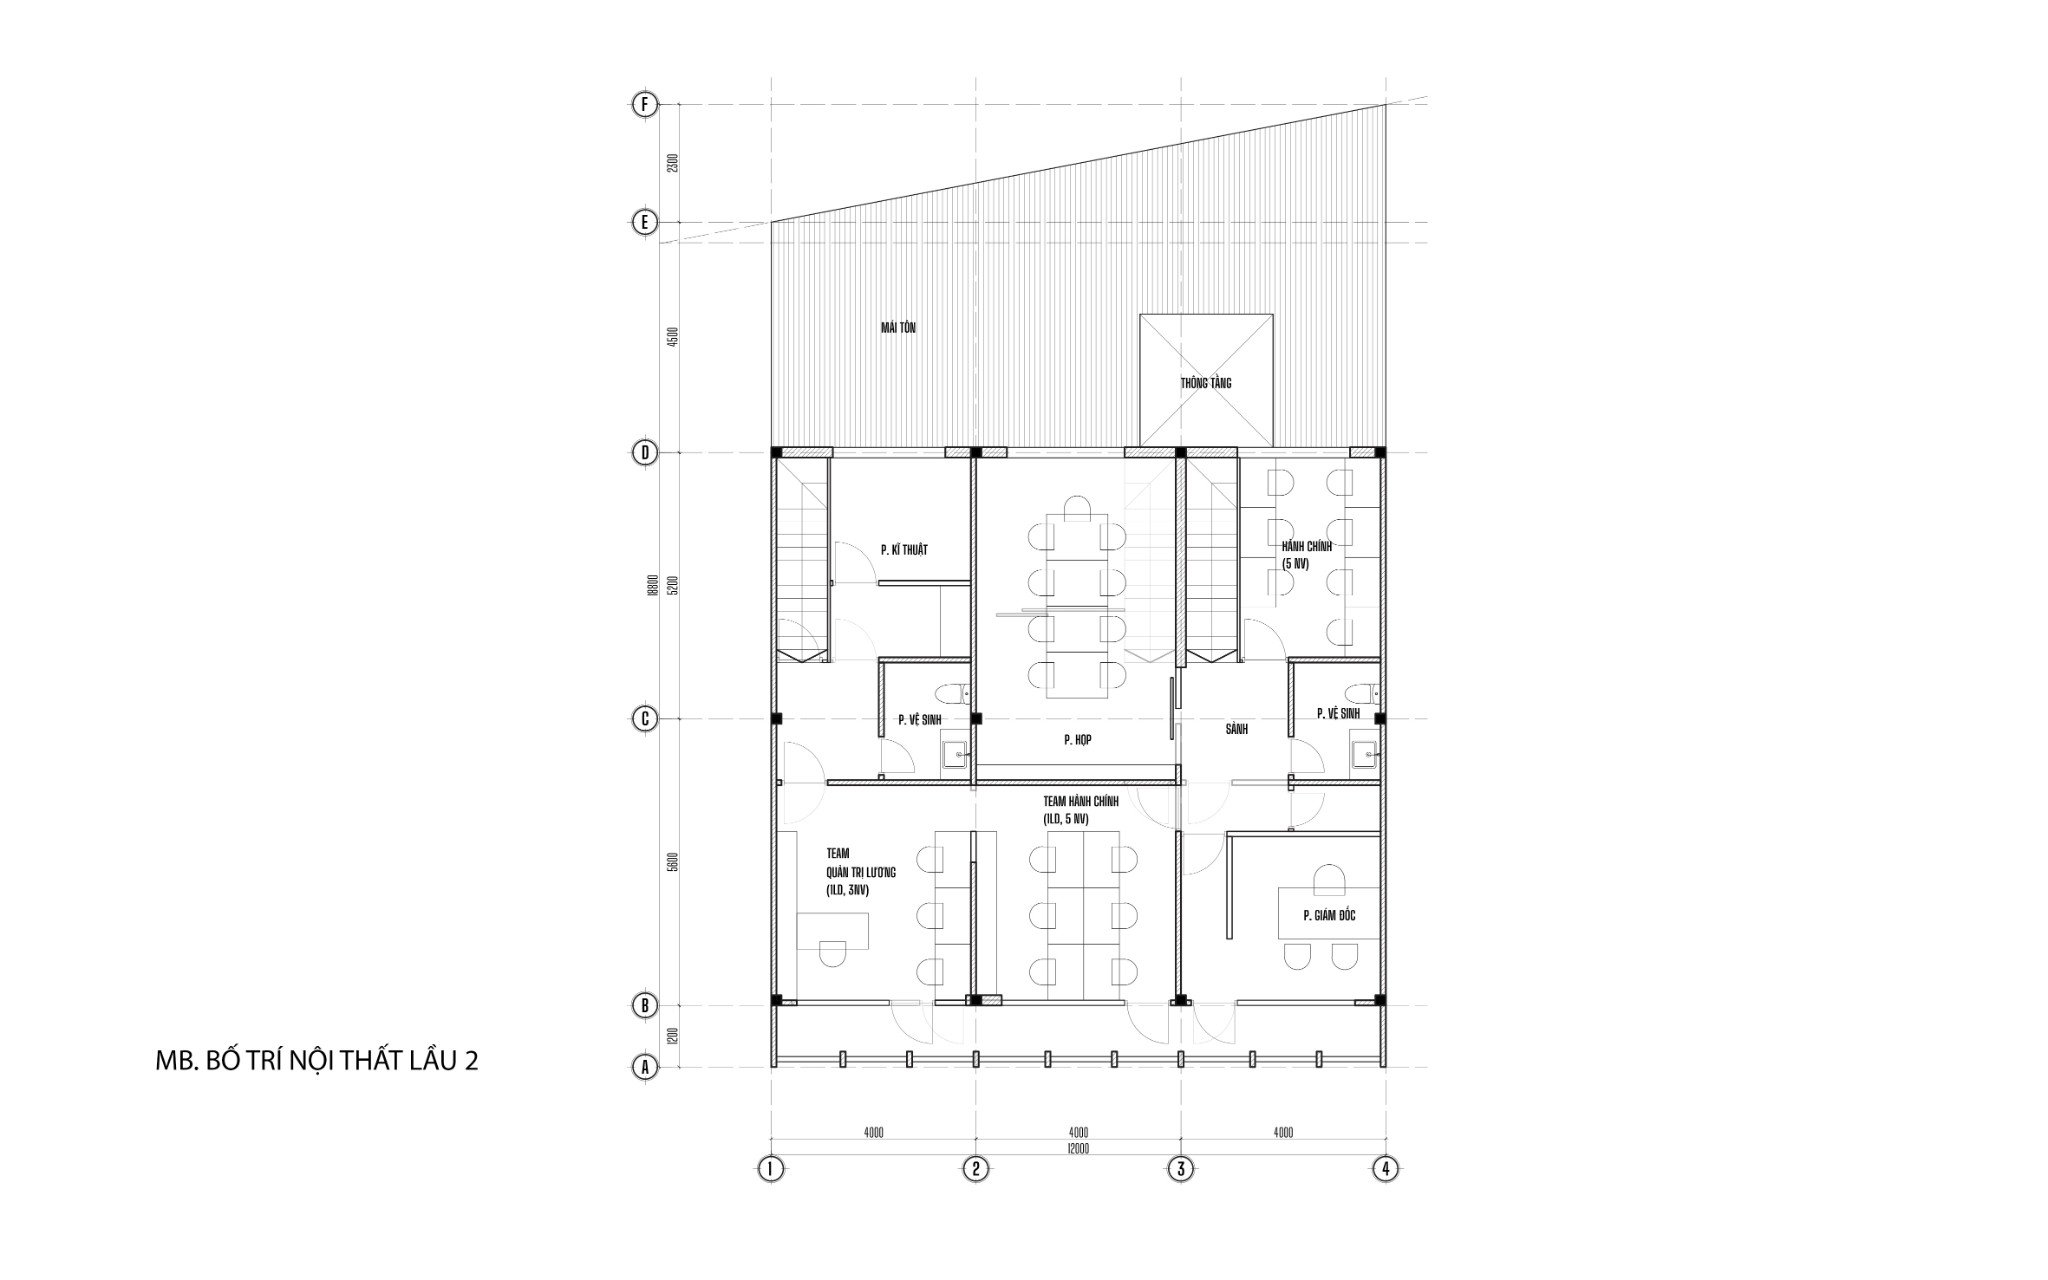 F
2300
E
4500
MÁI TÔN
THÔNG TẦNG
D
P. KĨ THUẬT
HÀNH CHÍNH
(5 NV)
18800
5200
C
P. VỆ SINH
P. HỌP
SẢNH
P. VỆ SINH
TEAM HÀNH CHÍNH
(1LD, 5 NV)
5600
TEAM
QUẢN TRỊ LƯƠNG
(1LD, 3NV)
P. GIÁM ĐỐC
B
1200
A
MB. BỐ TRÍ NỘI THẤT LẦU 2
4000
4000
4000
12000
1
2
3
4